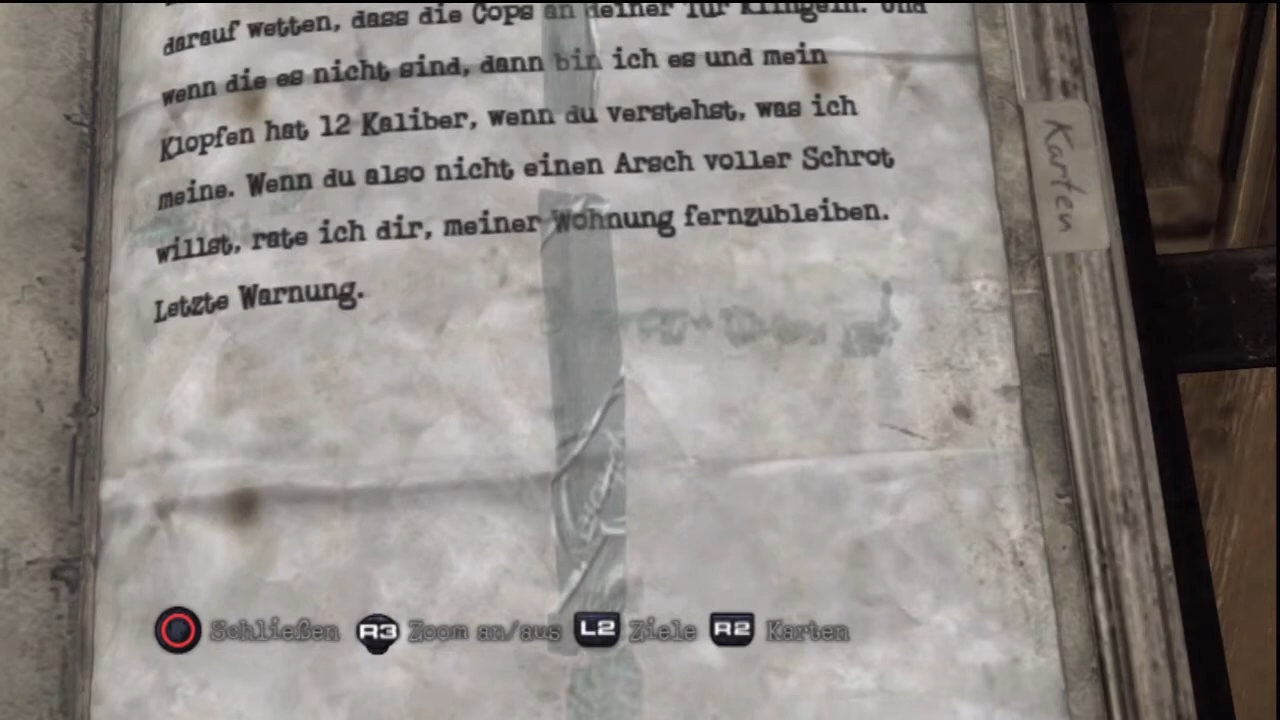 darauf wetten, dass die Cops an deiner Tür klingeln. Und
wenn die es nicht sind, dann bin ich es und mein
Klopfen hat 12 Kaliber, wenn du verstehst, was ich
meine. Wenn du also nicht einen Arsch voller Schrot
willst, rate ich dir, meiner Wohnung fernzubleiben.
Letzte Warnung.
Karten
Schließen R3 Zoom an/aus L2 Ziele R2 Karten